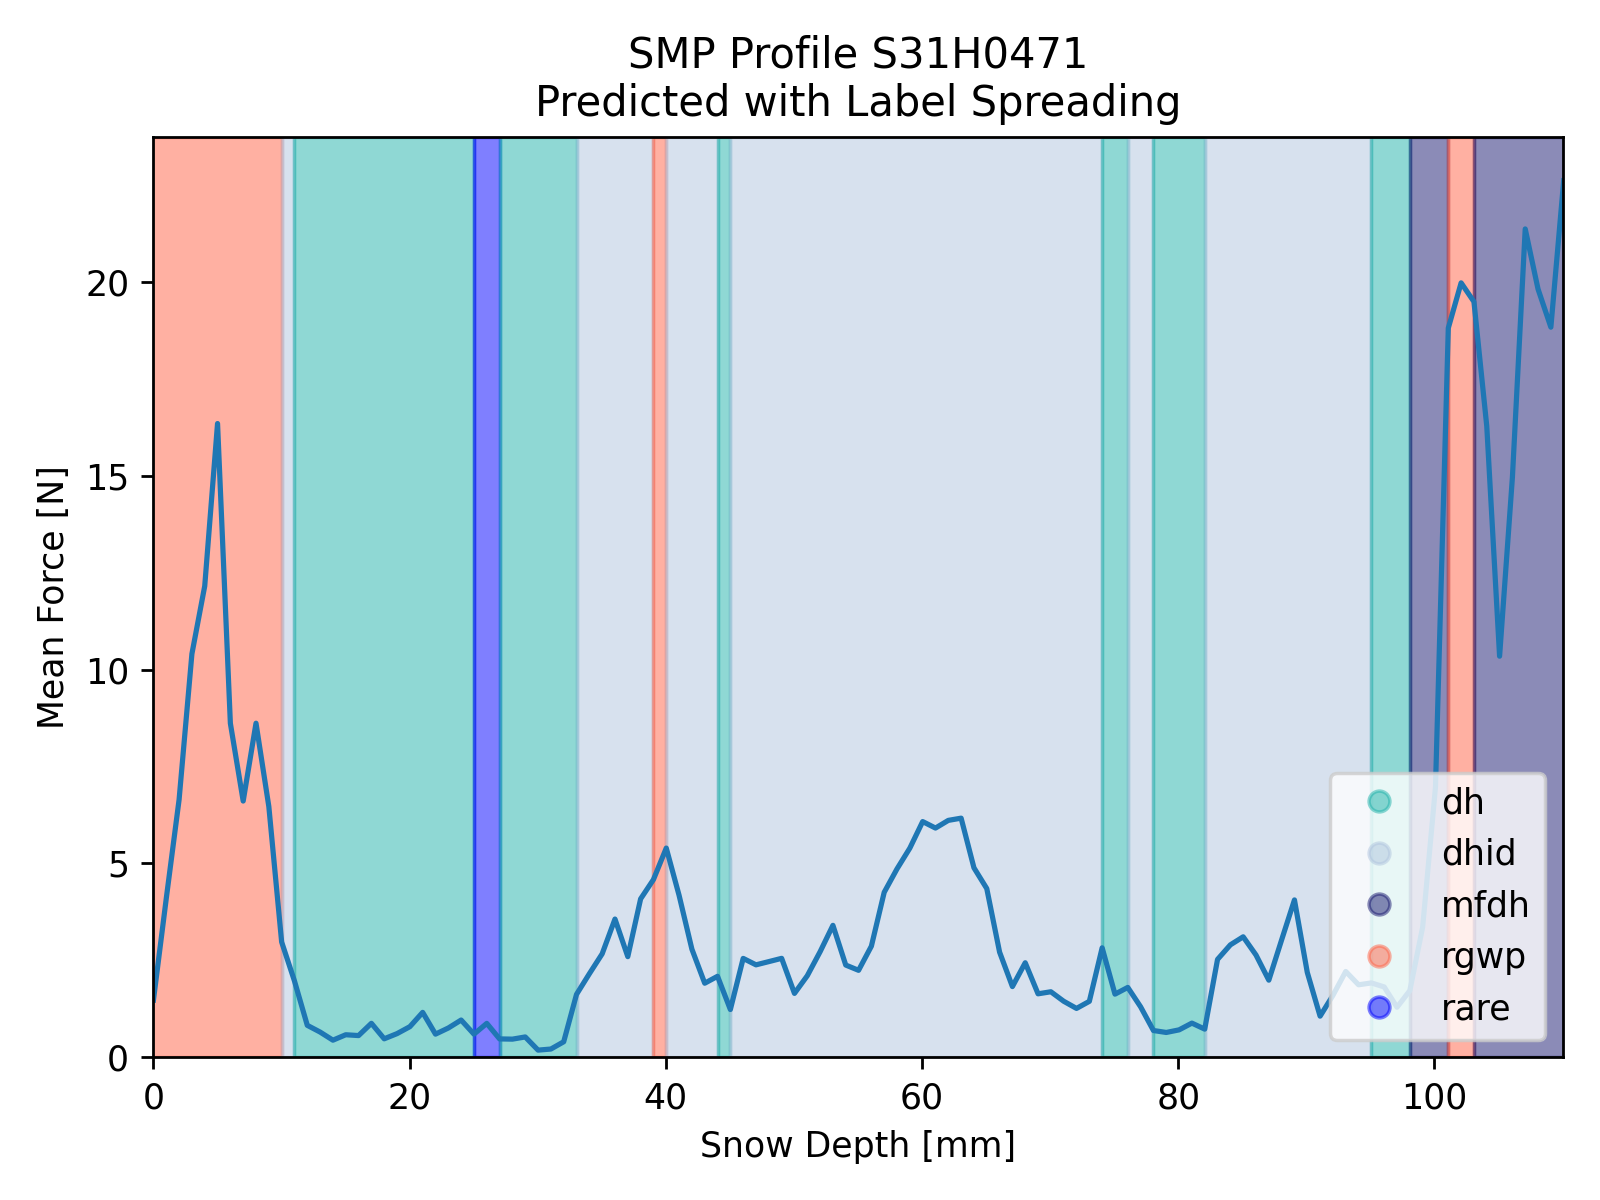 SMP Profile S31H0471
Predicted with Label Spreading
Mean Force [N]
20
15
10
5
0
dh
dhid
mfdh
rgwp
rare
0 20 40 60 80 100
Snow Depth [mm]